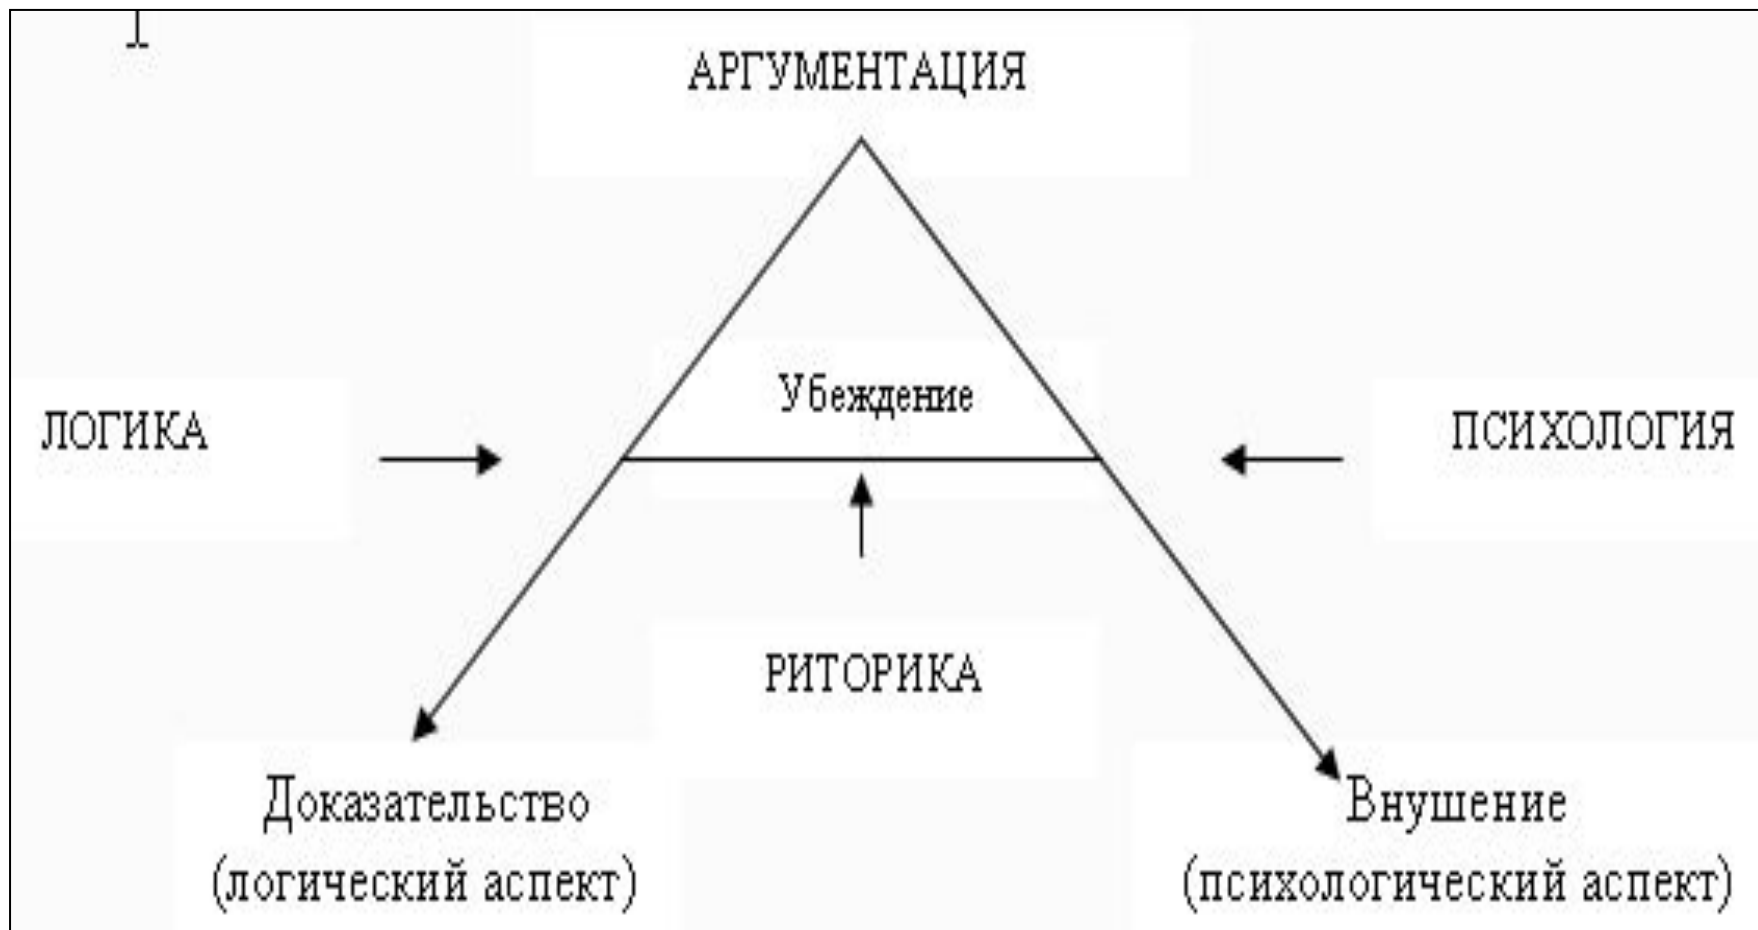 АРГУМЕНТАЦИЯ
Убеждение
ЛОГИКА
ПСИХОЛОГИЯ
РИТОРИКА
Доказательство
(логический аспект)
Внушение
(психологический аспект)